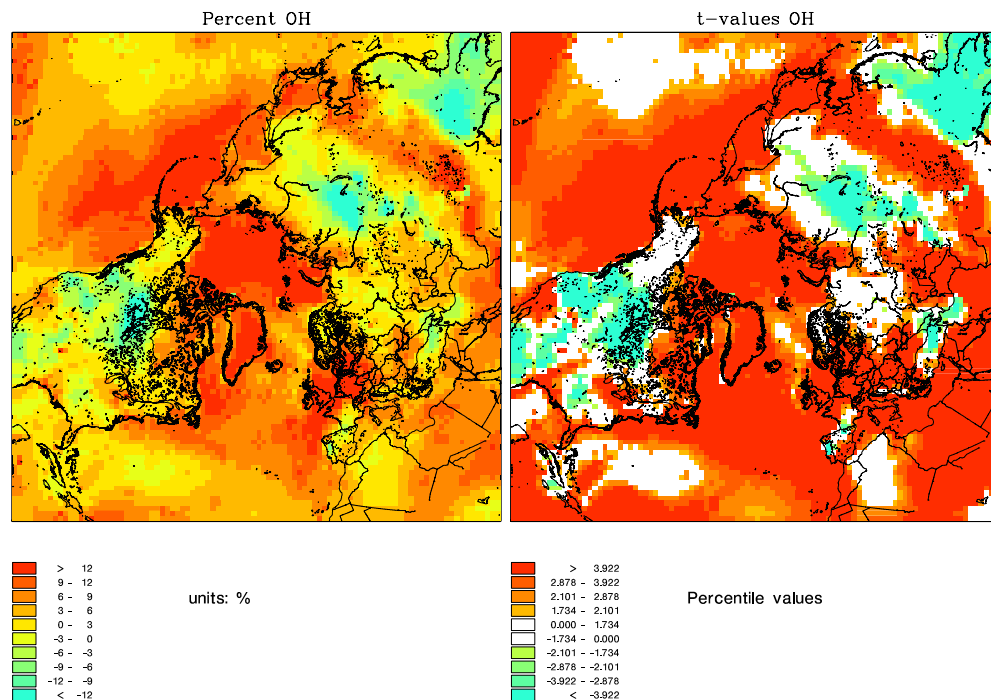 Percent OH
t-values OH
> 12
9 - 12
6 - 9
3 - 6
0 - 3
-3 - 0
-6 - -3
-9 - -6
-12 - -9
< -12
units: %
> 3.922
2.878 - 3.922
2.101 - 2.878
1.734 - 2.101
0.000 - 1.734
-1.734 - 0.000
-2.101 - -1.734
-2.878 - -2.101
-3.922 - -2.878
< -3.922
Percentile values